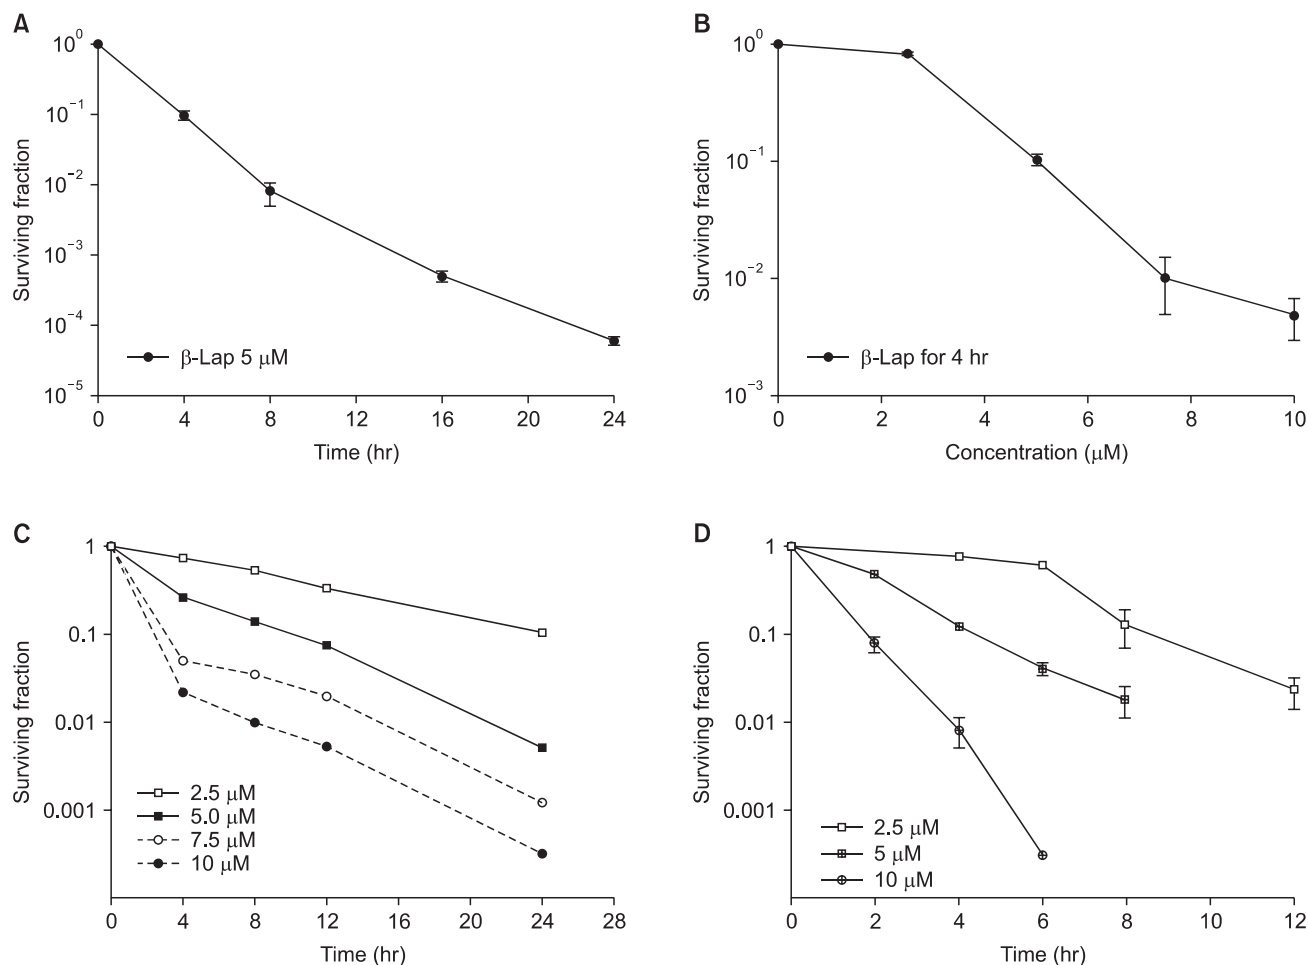 A
10⁰
10⁻¹
10⁻²
10⁻³
10⁻⁴
10⁻⁵
Surviving fraction
β-Lap 5 μM
0 4 8 12 16 20 24
Time (hr)
B
10⁰
10⁻¹
10⁻²
10⁻³
Surviving fraction
β-Lap for 4 hr
0 2 4 6 8 10
Concentration (μM)
C
1
0.1
0.01
0.001
Surviving fraction
2.5 μM
5.0 μM
7.5 μM
10 μM
0 4 8 12 16 20 24 28
Time (hr)
D
1
0.1
0.01
0.001
Surviving fraction
2.5 μM
5 μM
10 μM
0 2 4 6 8 10 12
Time (hr)